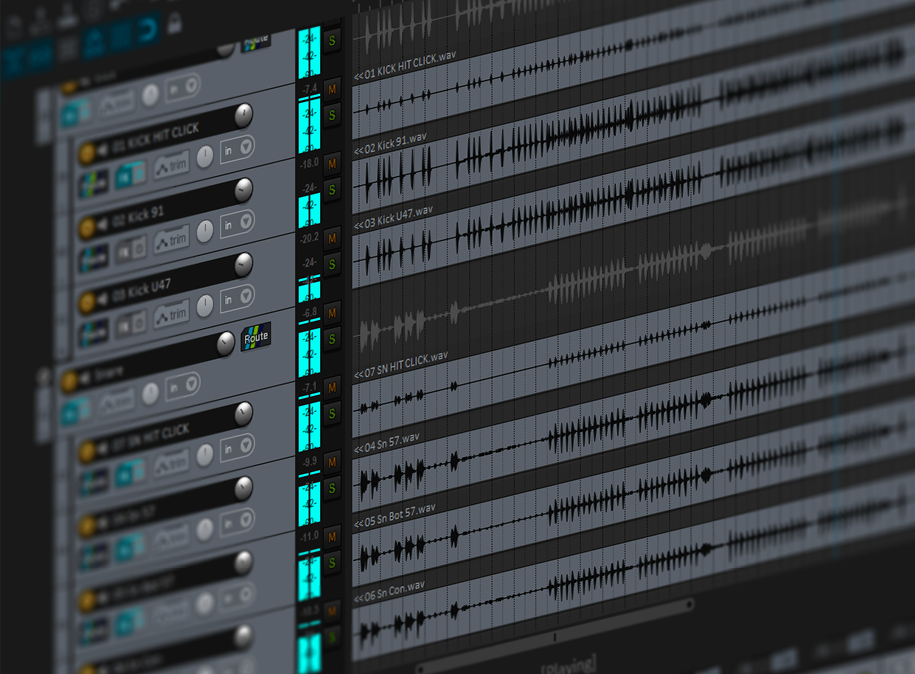 Route
-24-
-42-
S
<<01 KICK HIT CLICK.wav
-7.4
M
01 KICK HIT CLICK
in
-24-
-42-
S
trim
in
<<02 Kick 91.wav
-18.0
M
02 Kick 91
-24-
-42-
S
trim
in
<<03 Kick U47.wav
-20.2
M
03 Kick U47
-24-
S
trim
in
-6.8
M
Route
Snare
-24-
-42-
S
in
<<07 SN HIT CLICK.wav
-7.1
M
07 SN HIT CLICK
-24-
-42-
S
trim
in
<<04 Sn 57.wav
-9.9
M
-24-
-42-
S
in
<<05 Sn Bot 57.wav
-11.0
M
-24-
-42-
S
in
<<06 Sn Con.wav
M
S
[Playing]